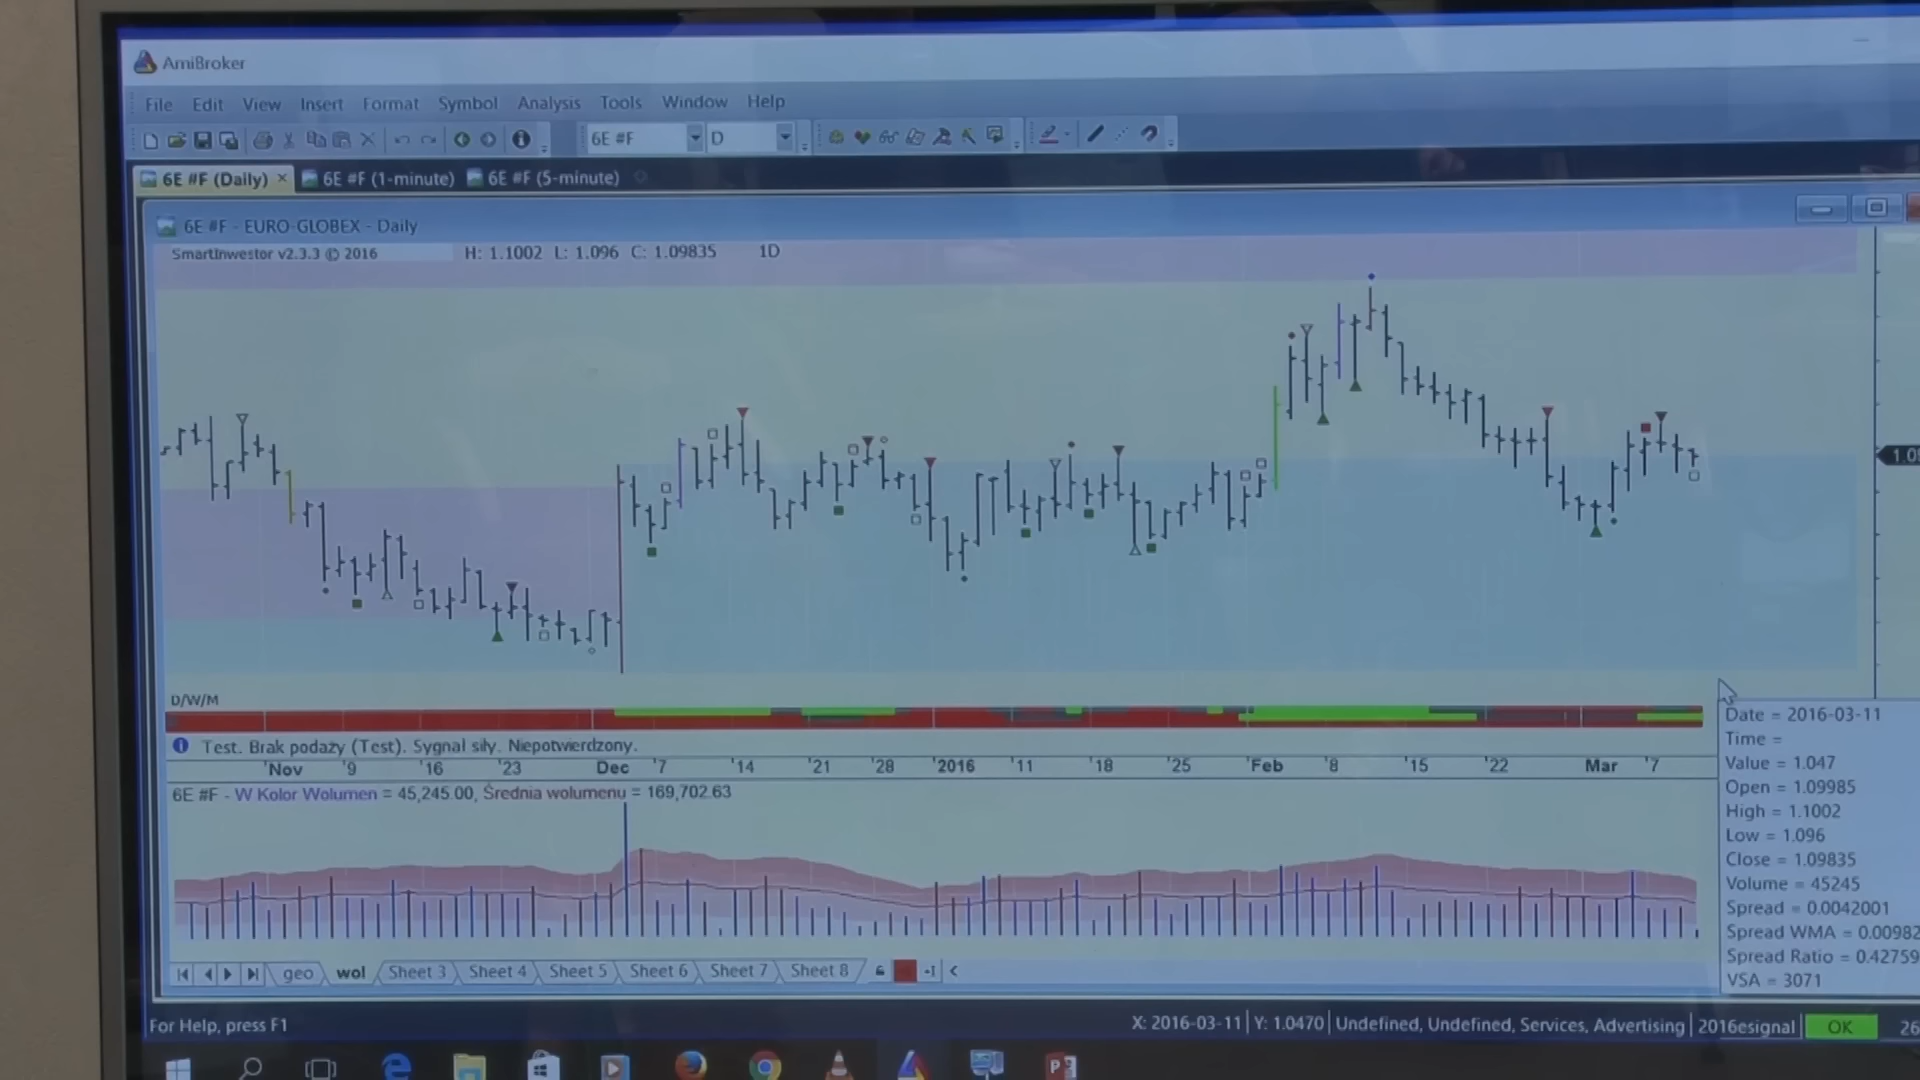 AmiBroker
File Edit View Insert Format Symbol Analysis Tools Window Help
6E #F D
6E #F (Daily) 6E #F (1-minute) 6E #F (5-minute)
6E #F - EURO-GLOBEX - Daily
SmartInwestor v2.3.3 © 2016 H: 1.1002 L: 1.096 C: 1.09835 1D
D/W/M
Test. Brak podaży (Test). Sygnał siły. Niepotwierdzony.
'Nov '9 '16 '23 Dec '7 '14 '21 '28 '2016 '11 '18 '25 'Feb '8 '15 '22 Mar '7
6E #F - W Kolor Wolumen = 45,245.00, Średnia wolumenu = 169,702.63
Date = 2016-03-11
Time =
Value = 1.047
Open = 1.09985
High = 1.1002
Low = 1.096
Close = 1.09835
Volume = 45245
Spread = 0.0042001
Spread WMA = 0.00982
Spread Ratio = 0.42759
VSA = 3071
geo wol Sheet 3 Sheet 4 Sheet 5 Sheet 6 Sheet 7 Sheet 8
For Help, press F1 X: 2016-03-11 Y: 1.0470 Undefined, Undefined, Services, Advertising 2016esignal OK 26